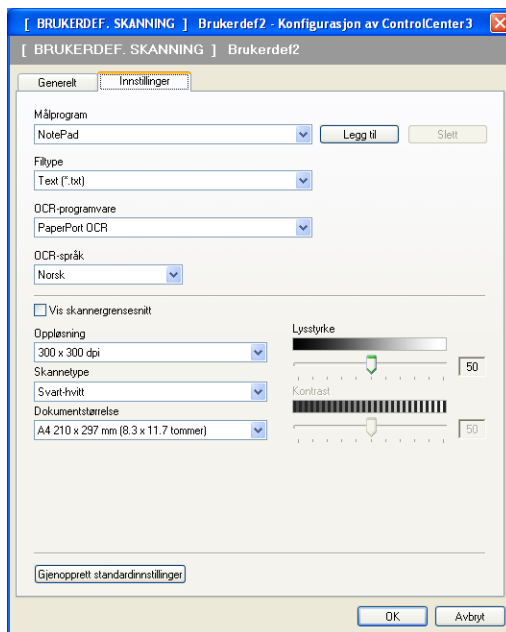 [ BRUKERDEF. SKANNING ] Brukerdef2 - Konfigurasjon av ControlCenter3
[ BRUKERDEF. SKANNING ] Brukerdef2
Generelt Innstillinger
Målprogram
NotePad Legg til Slett
Filtype
Text (*.txt)
OCR-programvare
PaperPort OCR
OCR-språk
Norsk
Vis skannergrensesnitt
Oppløsning Lysstyrke
300 x 300 dpi 50
Skannetype
Svart-hvitt Kontrast
Dokumentstørrelse
A4 210 x 297 mm (8.3 x 11.7 tommer) 50
Gjenopprett standardinnstillinger
OK Avbryt